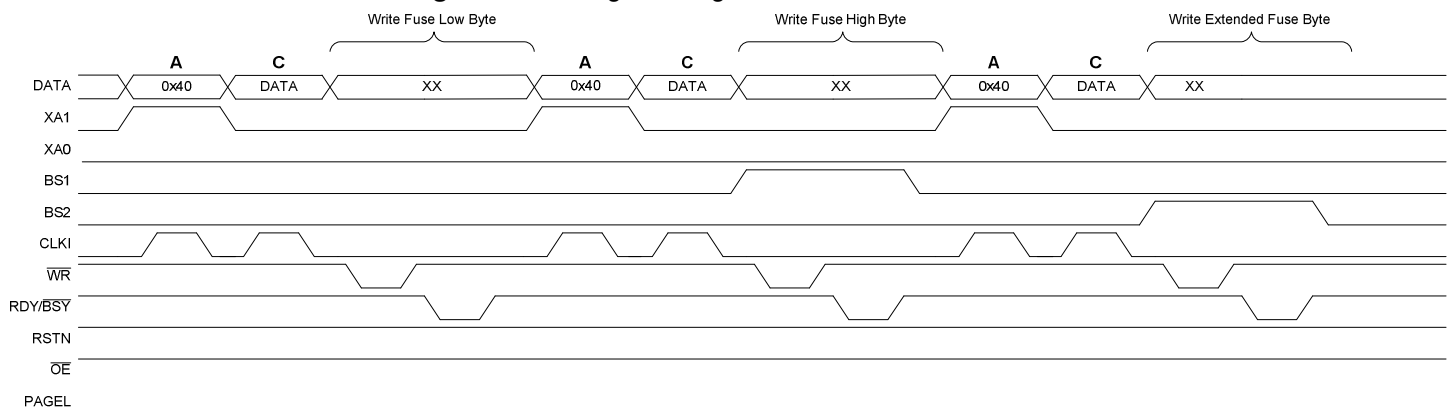 Write Fuse Low Byte Write Fuse High Byte Write Extended Fuse Byte
A C A C A C
DATA 0x40 DATA XX 0x40 DATA XX 0x40 DATA XX
XA1
XA0
BS1
BS2
CLKI
WR
RDY/BSY
RSTN
OE
PAGEL